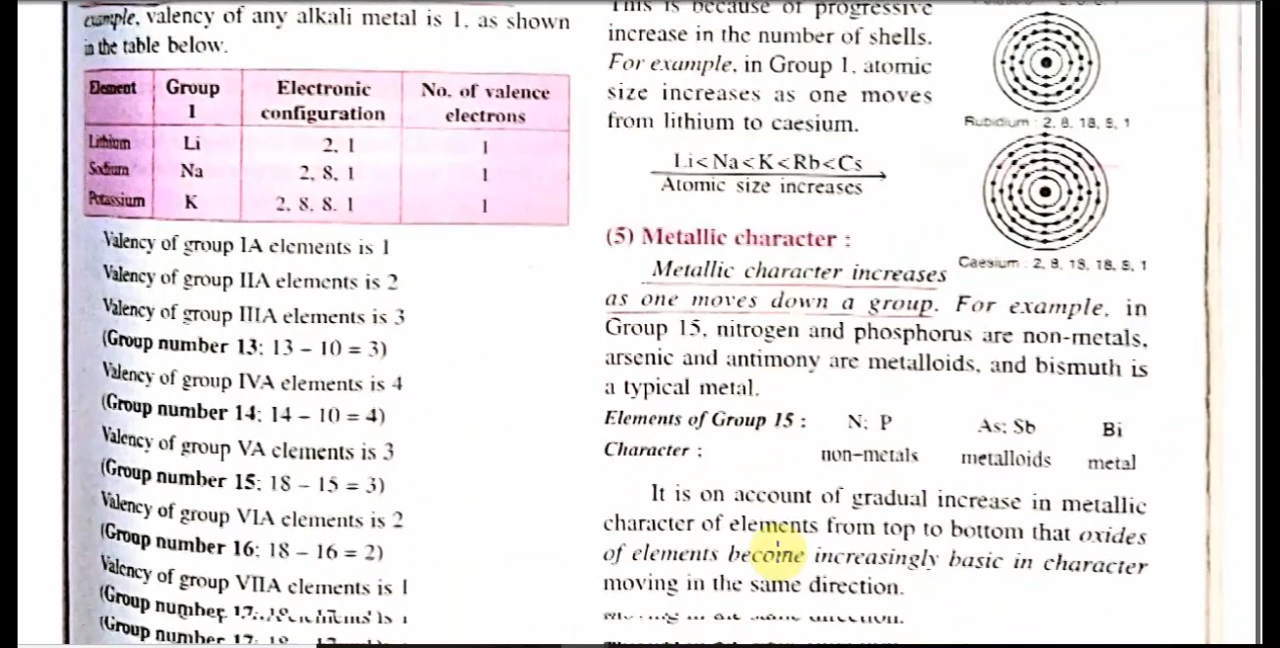 example, valency of any alkali metal is 1, as shown
in the table below.
Element Group 1 Electronic configuration No. of valence electrons
Lithium Li 2, 1 1
Sodium Na 2, 8, 1 1
Potassium K 2, 8, 8, 1 1
Valency of group IA elements is 1
Valency of group IIA elements is 2
Valency of group IIIA elements is 3
(Group number 13; 13 – 10 = 3)
Valency of group IVA elements is 4
(Group number 14; 14 – 10 = 4)
Valency of group VA elements is 3
(Group number 15; 18 – 15 = 3)
Valency of group VIA elements is 2
(Group number 16; 18 – 16 = 2)
Valency of group VIIA elements is 1
(Group number 17;
(Group number 17; 18
This is because of progressive
increase in the number of shells.
For example, in Group 1, atomic
size increases as one moves
from lithium to caesium.
Li<Na<K<Rb<Cs
Atomic size increases
Rubidium : 2, 8, 18, 8, 1
Caesium : 2, 8, 18, 18, 8, 1
(5) Metallic character :
Metallic character increases
as one moves down a group. For example, in
Group 15, nitrogen and phosphorus are non-metals,
arsenic and antimony are metalloids, and bismuth is
a typical metal.
Elements of Group 15 : N; P As; Sb Bi
Character : non-metals metalloids metal
It is on account of gradual increase in metallic
character of elements from top to bottom that oxides
of elements become increasingly basic in character
moving in the same direction.